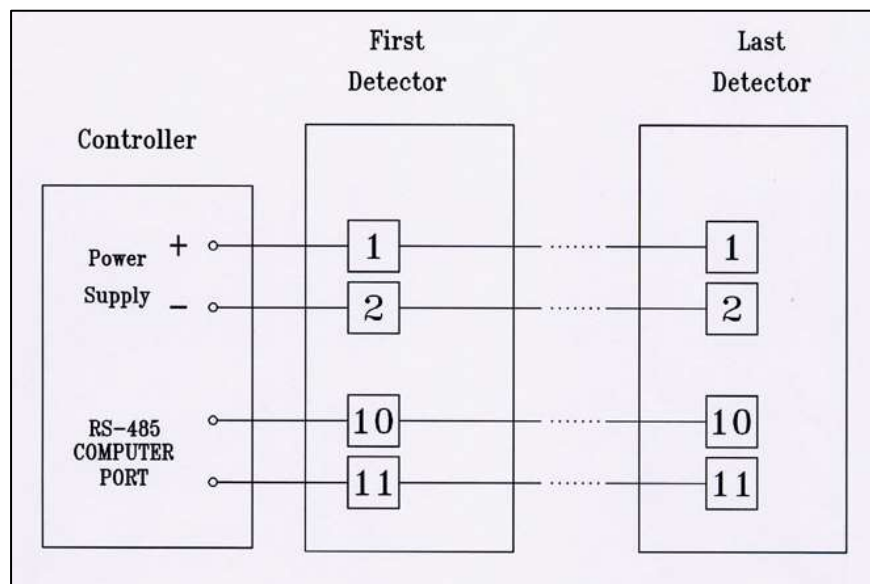 First
Detector
Last
Detector
Controller
Power
Supply
+
-
1
2
1
2
RS-485
COMPUTER
PORT
10
11
10
11